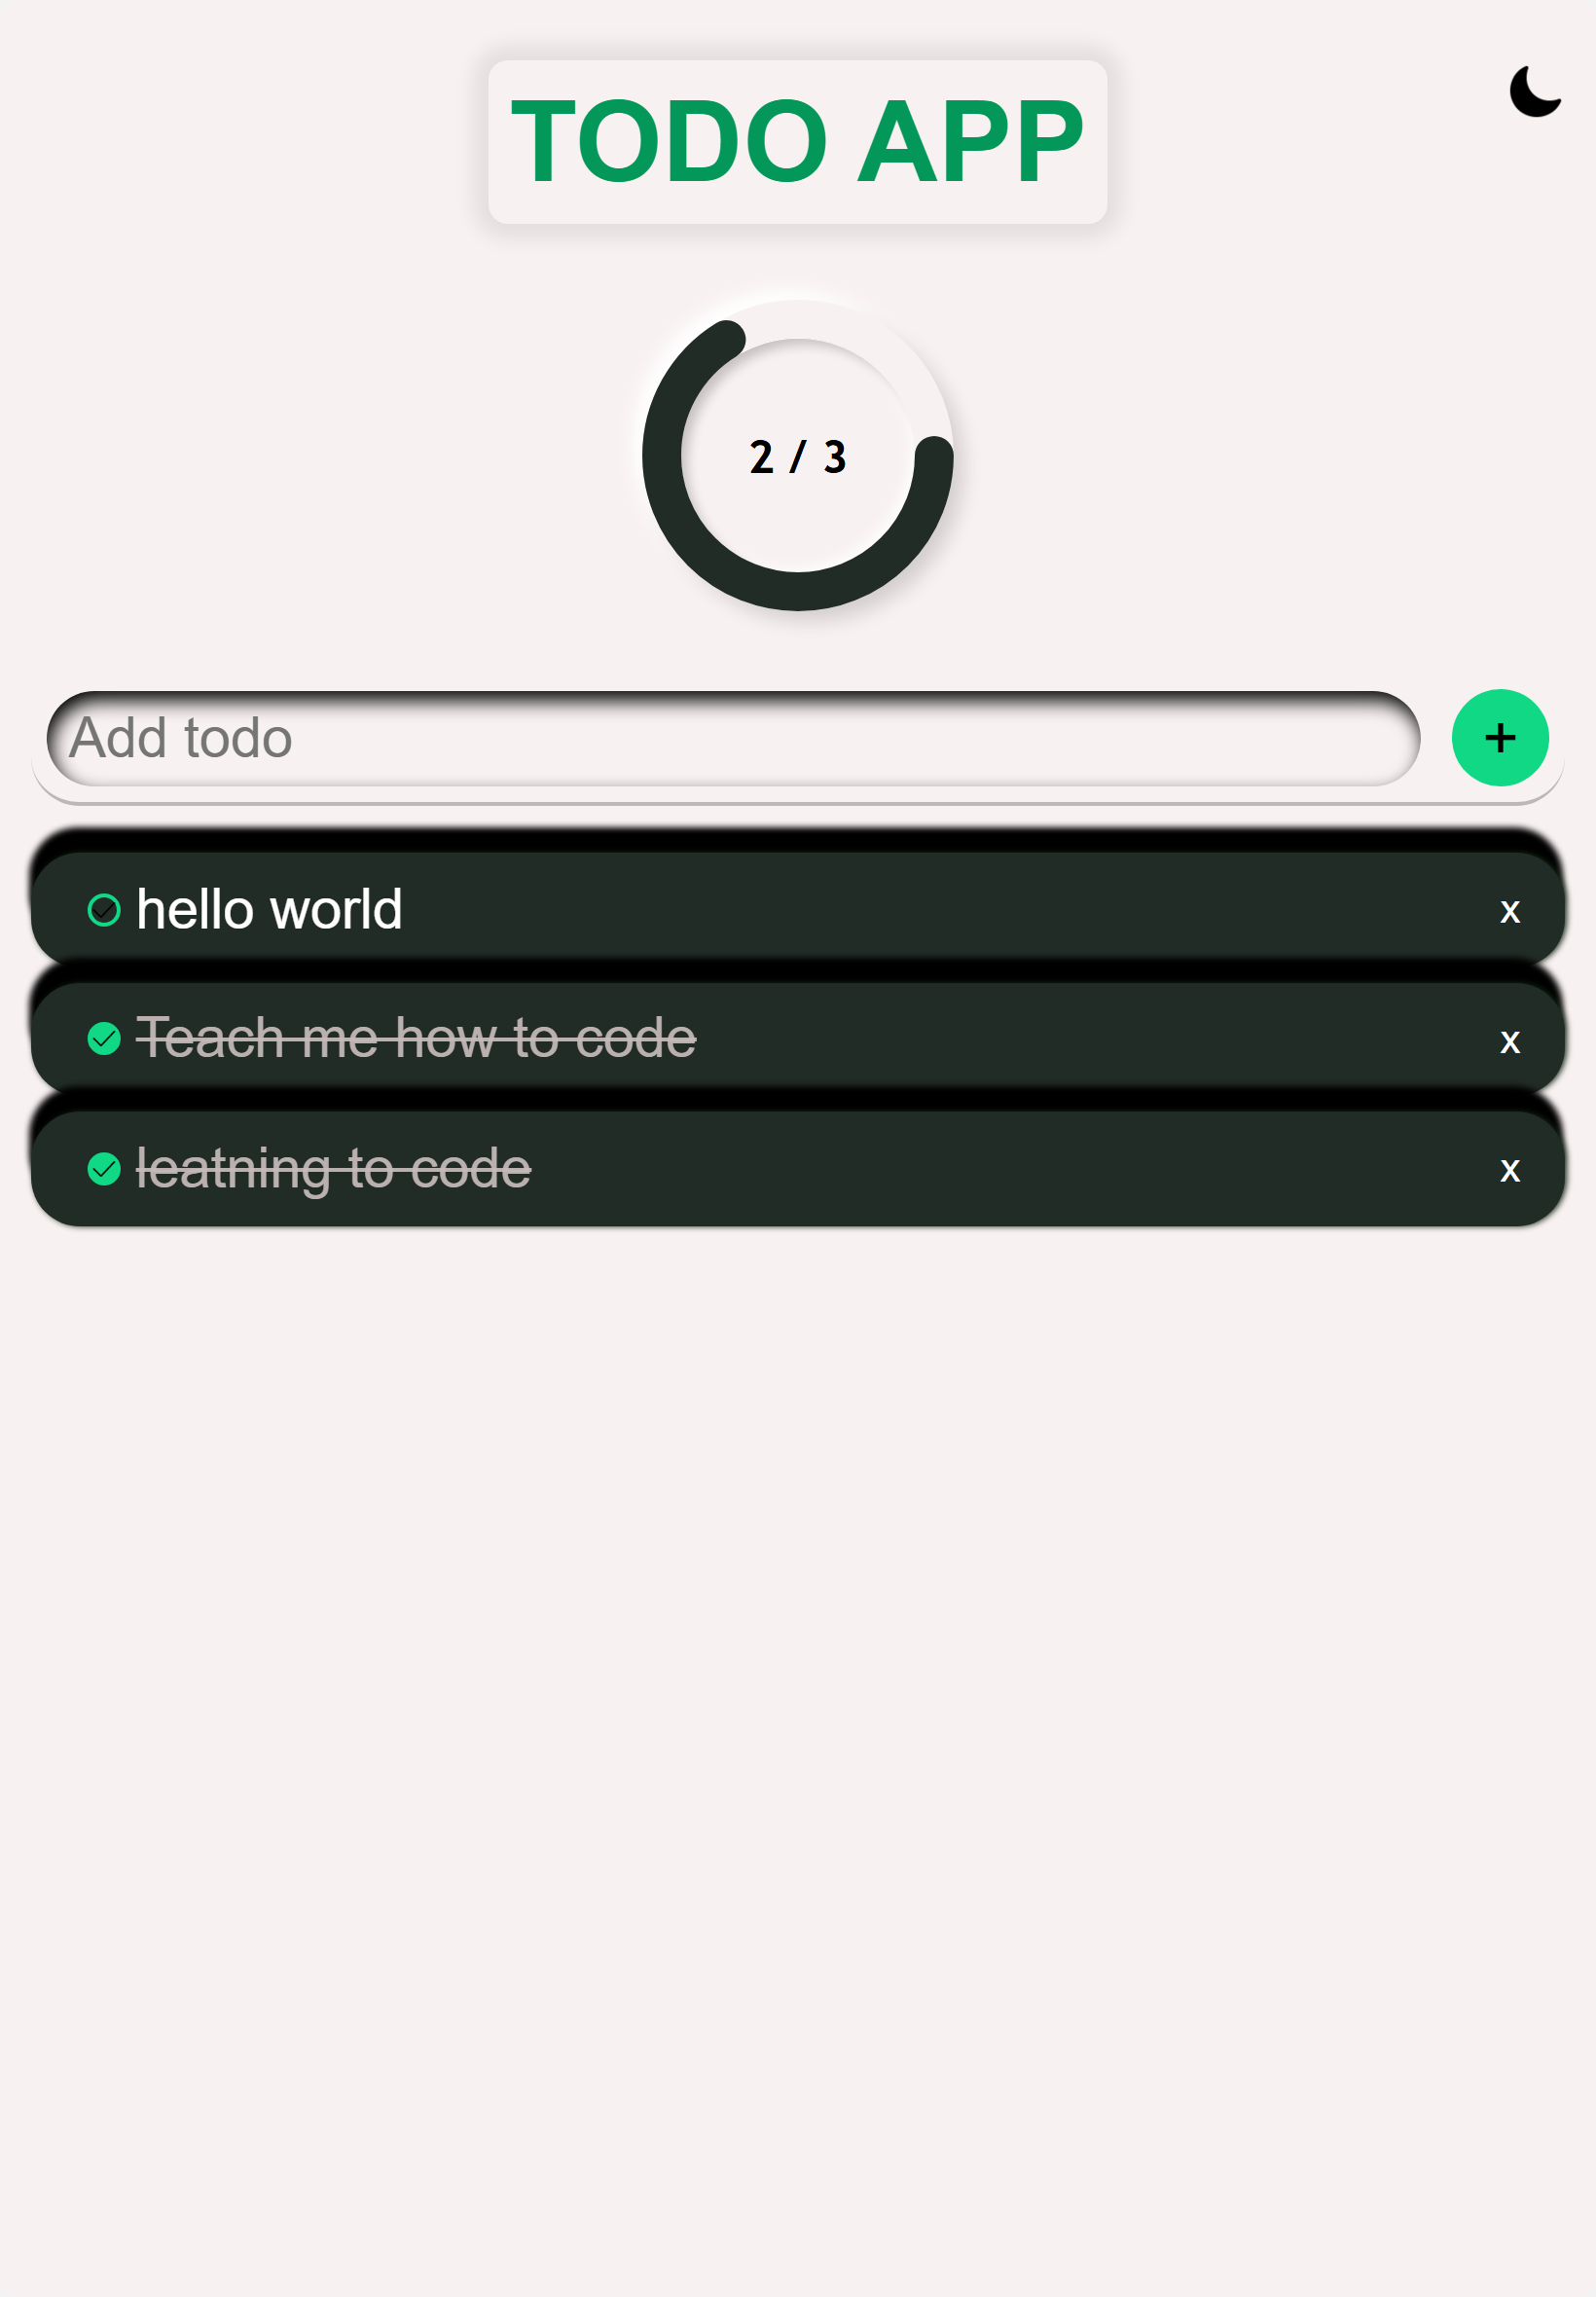 TODO APP
2 / 3
Add todo
+
hello world
x
Teach me how to code
x
leatning to code
x